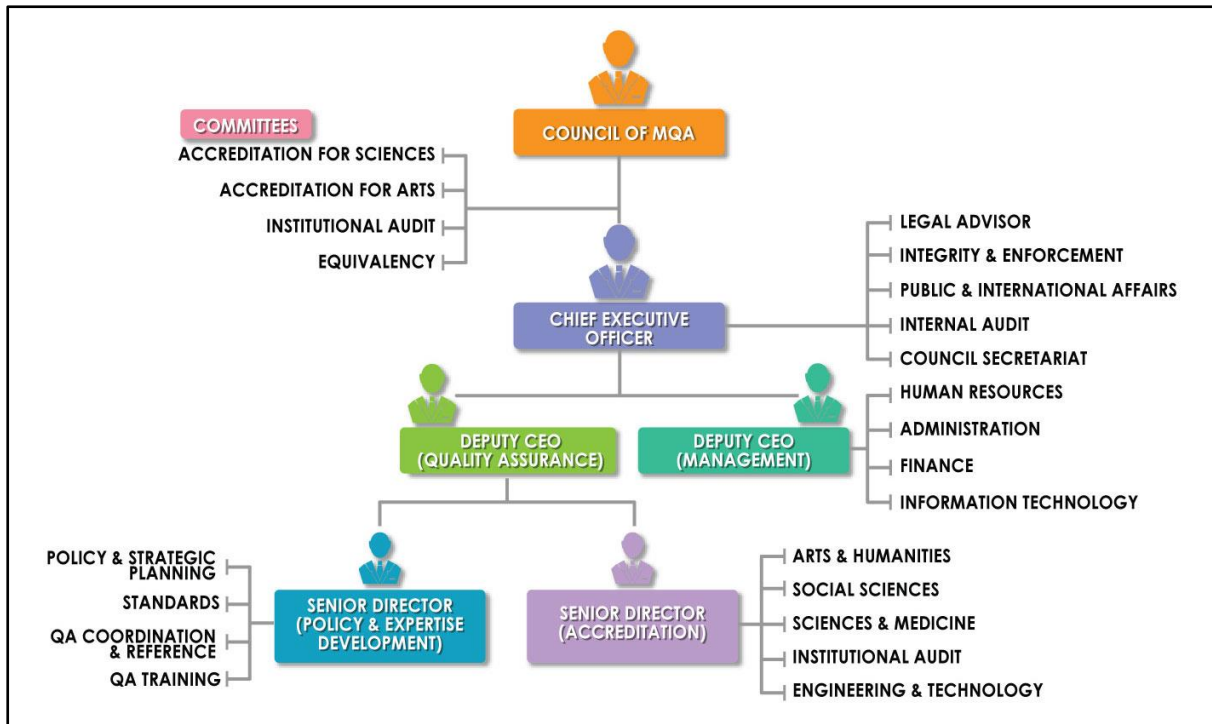 COUNCIL OF MQA
COMMITTEES
ACCREDITATION FOR SCIENCES
ACCREDITATION FOR ARTS
INSTITUTIONAL AUDIT
EQUIVALENCY
CHIEF EXECUTIVE
OFFICER
LEGAL ADVISOR
INTEGRITY & ENFORCEMENT
PUBLIC & INTERNATIONAL AFFAIRS
INTERNAL AUDIT
COUNCIL SECRETARIAT
DEPUTY CEO
(QUALITY ASSURANCE)
DEPUTY CEO
(MANAGEMENT)
HUMAN RESOURCES
ADMINISTRATION
FINANCE
INFORMATION TECHNOLOGY
POLICY & STRATEGIC
PLANNING
STANDARDS
QA COORDINATION
& REFERENCE
QA TRAINING
SENIOR DIRECTOR
(POLICY & EXPERTISE
DEVELOPMENT)
SENIOR DIRECTOR
(ACCREDITATION)
ARTS & HUMANITIES
SOCIAL SCIENCES
SCIENCES & MEDICINE
INSTITUTIONAL AUDIT
ENGINEERING & TECHNOLOGY